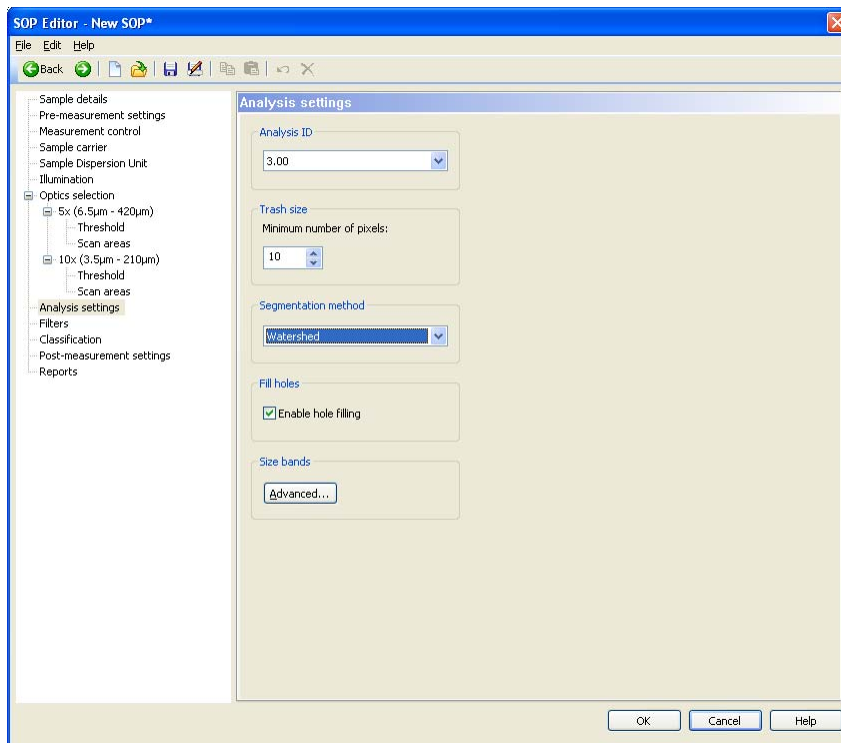 SOP Editor - New SOP*
File Edit Help
Back
Sample details
Pre-measurement settings
Measurement control
Sample carrier
Sample Dispersion Unit
Illumination
Optics selection
5x (6.5µm - 420µm)
Threshold
Scan areas
10x (3.5µm - 210µm)
Threshold
Scan areas
Analysis settings
Filters
Classification
Post-measurement settings
Reports
Analysis settings
Analysis ID
3.00
Trash size
Minimum number of pixels:
10
Segmentation method
Watershed
Fill holes
Enable hole filling
Size bands
Advanced...
OK Cancel Help